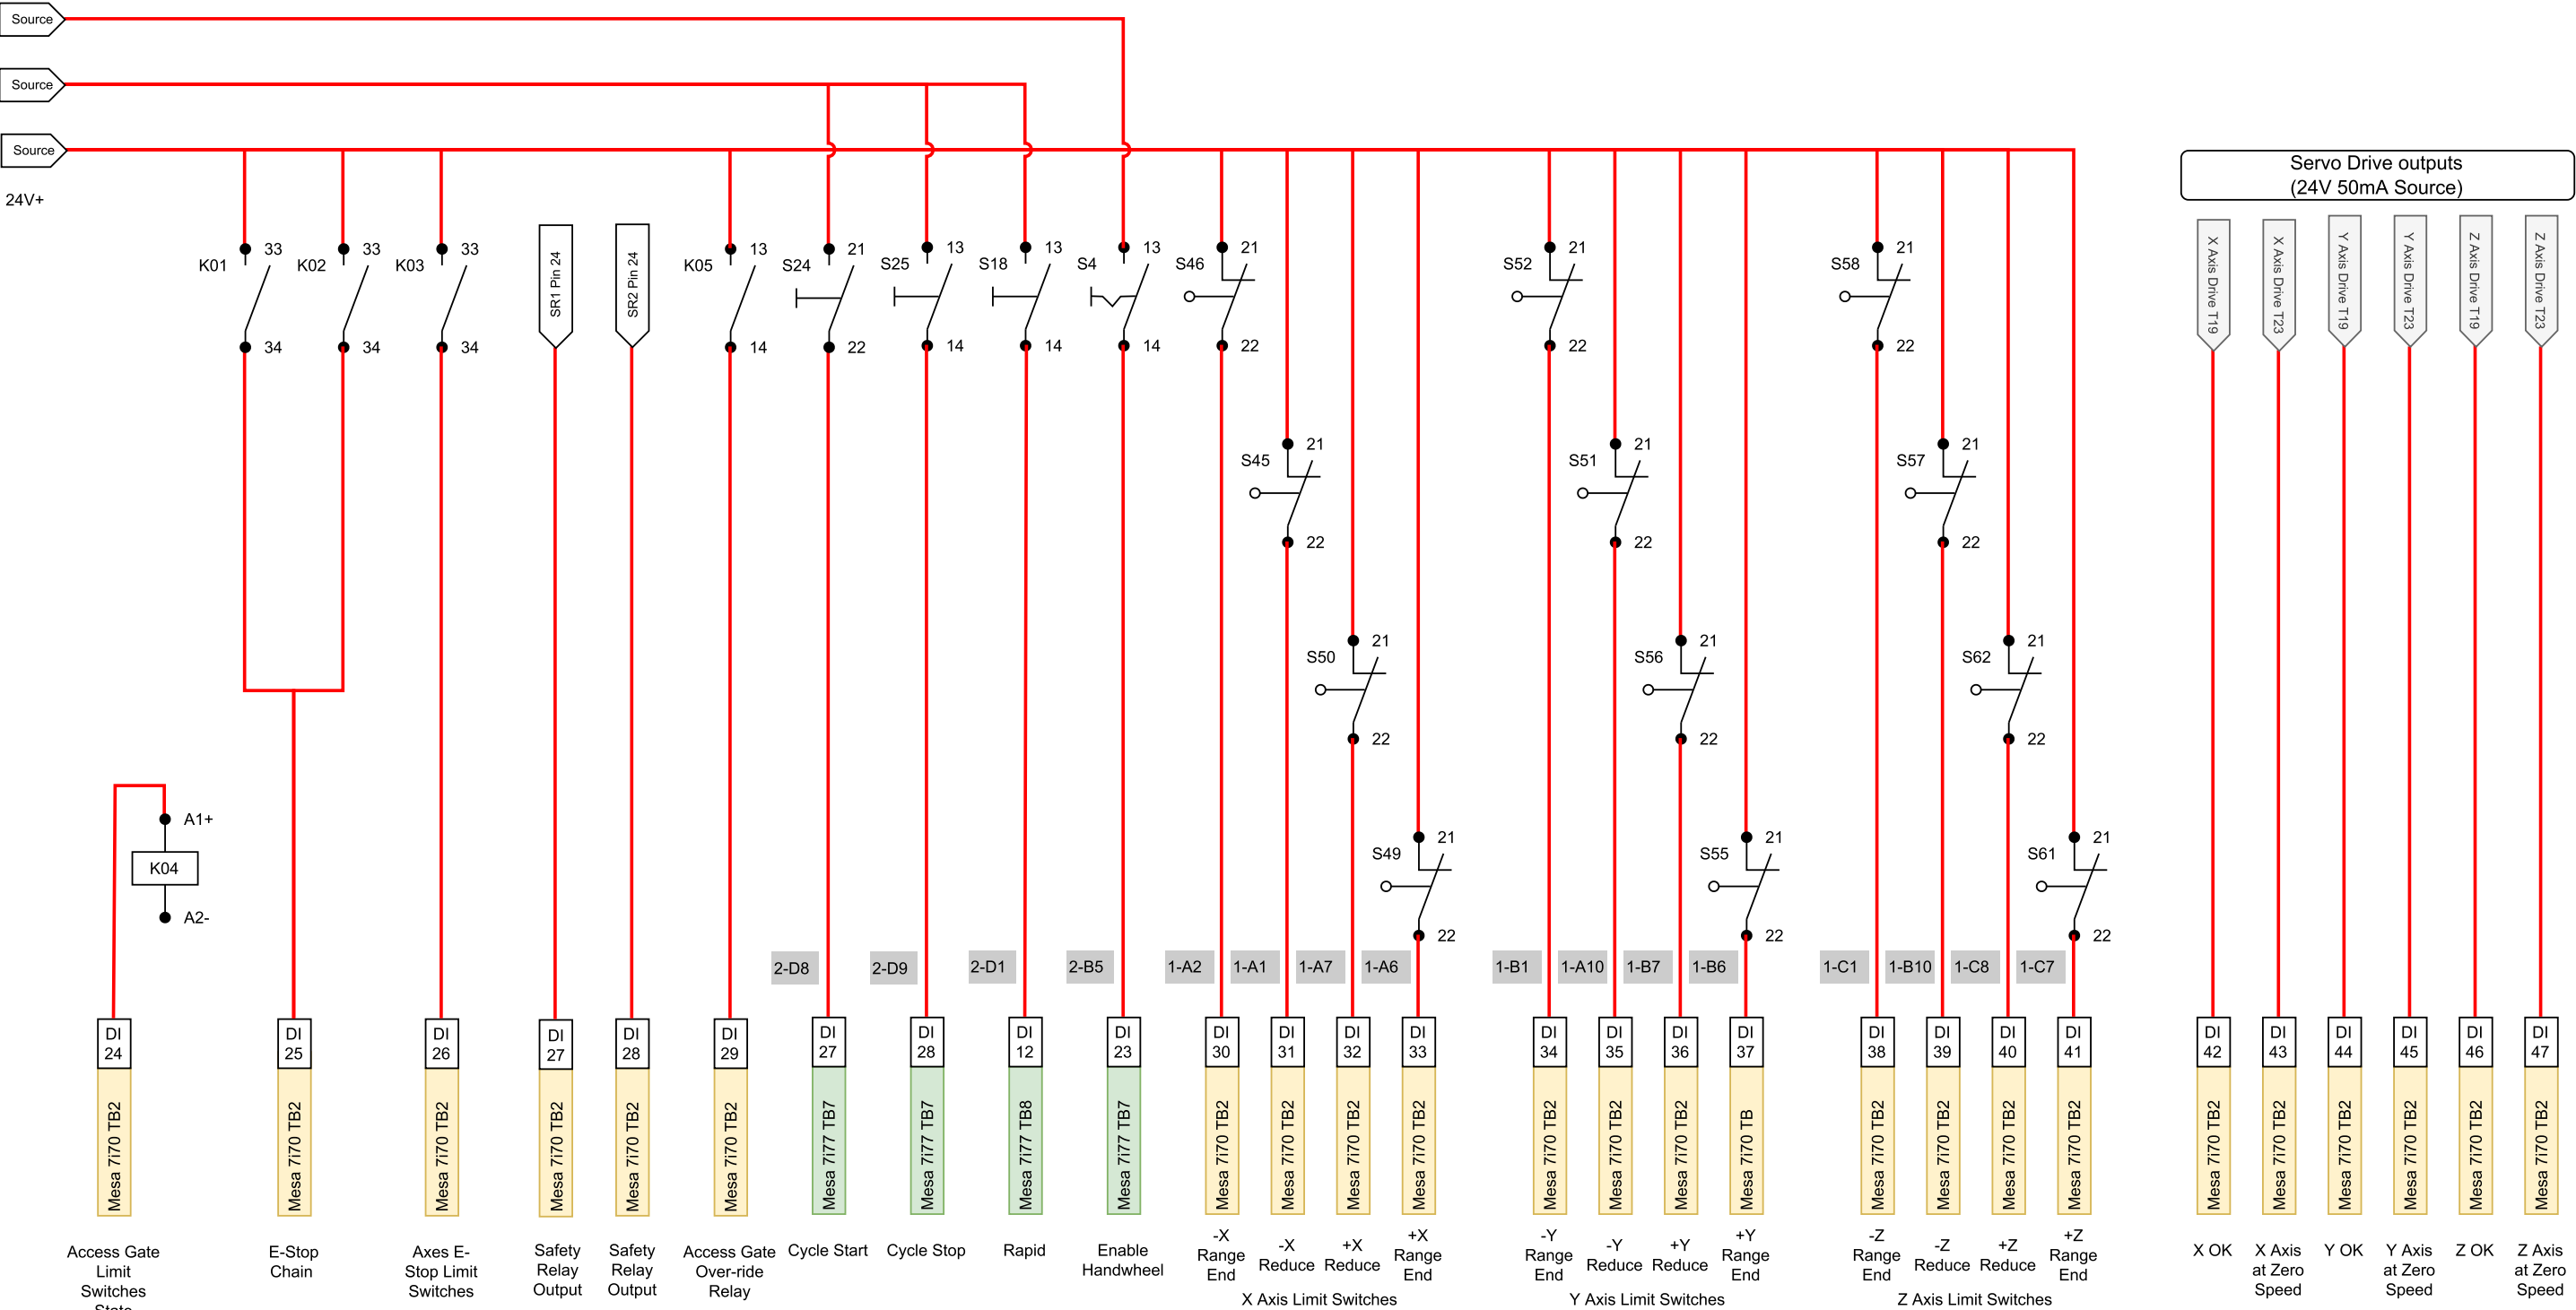 Source
Source
Source
24V+
Servo Drive outputs
(24V 50mA Source)
X Axis Drive T19
X Axis Drive T23
Y Axis Drive T19
Y Axis Drive T23
Z Axis Drive T19
Z Axis Drive T23
SR1 Pin 24
SR2 Pin 24
K01
33
34
K02
33
34
K03
33
34
K05
13
14
S24
21
22
S25
13
14
S18
13
14
S4
13
14
S46
21
22
S52
21
22
S58
21
22
S45
21
22
S51
21
22
S57
21
22
S50
21
22
S56
21
22
S62
21
22
S49
21
22
S55
21
22
S61
21
22
A1+
K04
A2-
2-D8
2-D9
2-D1
2-B5
1-A2
1-A1
1-A7
1-A6
1-B1
1-A10
1-B7
1-B6
1-C1
1-B10
1-C8
1-C7
DI
24
DI
25
DI
26
DI
27
DI
28
DI
29
DI
27
DI
28
DI
12
DI
23
DI
30
DI
31
DI
32
DI
33
DI
34
DI
35
DI
36
DI
37
DI
38
DI
39
DI
40
DI
41
DI
42
DI
43
DI
44
DI
45
DI
46
DI
47
Mesa 7i70 TB2
Mesa 7i70 TB2
Mesa 7i70 TB2
Mesa 7i70 TB2
Mesa 7i70 TB2
Mesa 7i70 TB2
Mesa 7i77 TB7
Mesa 7i77 TB7
Mesa 7i77 TB8
Mesa 7i77 TB7
Mesa 7i70 TB2
Mesa 7i70 TB2
Mesa 7i70 TB2
Mesa 7i70 TB2
Mesa 7i70 TB2
Mesa 7i70 TB2
Mesa 7i70 TB2
Mesa 7i70 TB
Mesa 7i70 TB2
Mesa 7i70 TB2
Mesa 7i70 TB2
Mesa 7i70 TB2
Mesa 7i70 TB2
Mesa 7i70 TB2
Mesa 7i70 TB2
Mesa 7i70 TB2
Mesa 7i70 TB2
Mesa 7i70 TB2
Access Gate
Limit
Switches
State
E-Stop
Chain
Axes E-
Stop Limit
Switches
Safety
Relay
Output
Safety
Relay
Output
Access Gate
Over-ride
Relay
Cycle Start
Cycle Stop
Rapid
Enable
Handwheel
-X
Range
End
-X
Reduce
+X
Reduce
+X
Range
End
X Axis Limit Switches
-Y
Range
End
-Y
Reduce
+Y
Reduce
+Y
Range
End
Y Axis Limit Switches
-Z
Range
End
-Z
Reduce
+Z
Reduce
+Z
Range
End
Z Axis Limit Switches
X OK
X Axis
at Zero
Speed
Y OK
Y Axis
at Zero
Speed
Z OK
Z Axis
at Zero
Speed